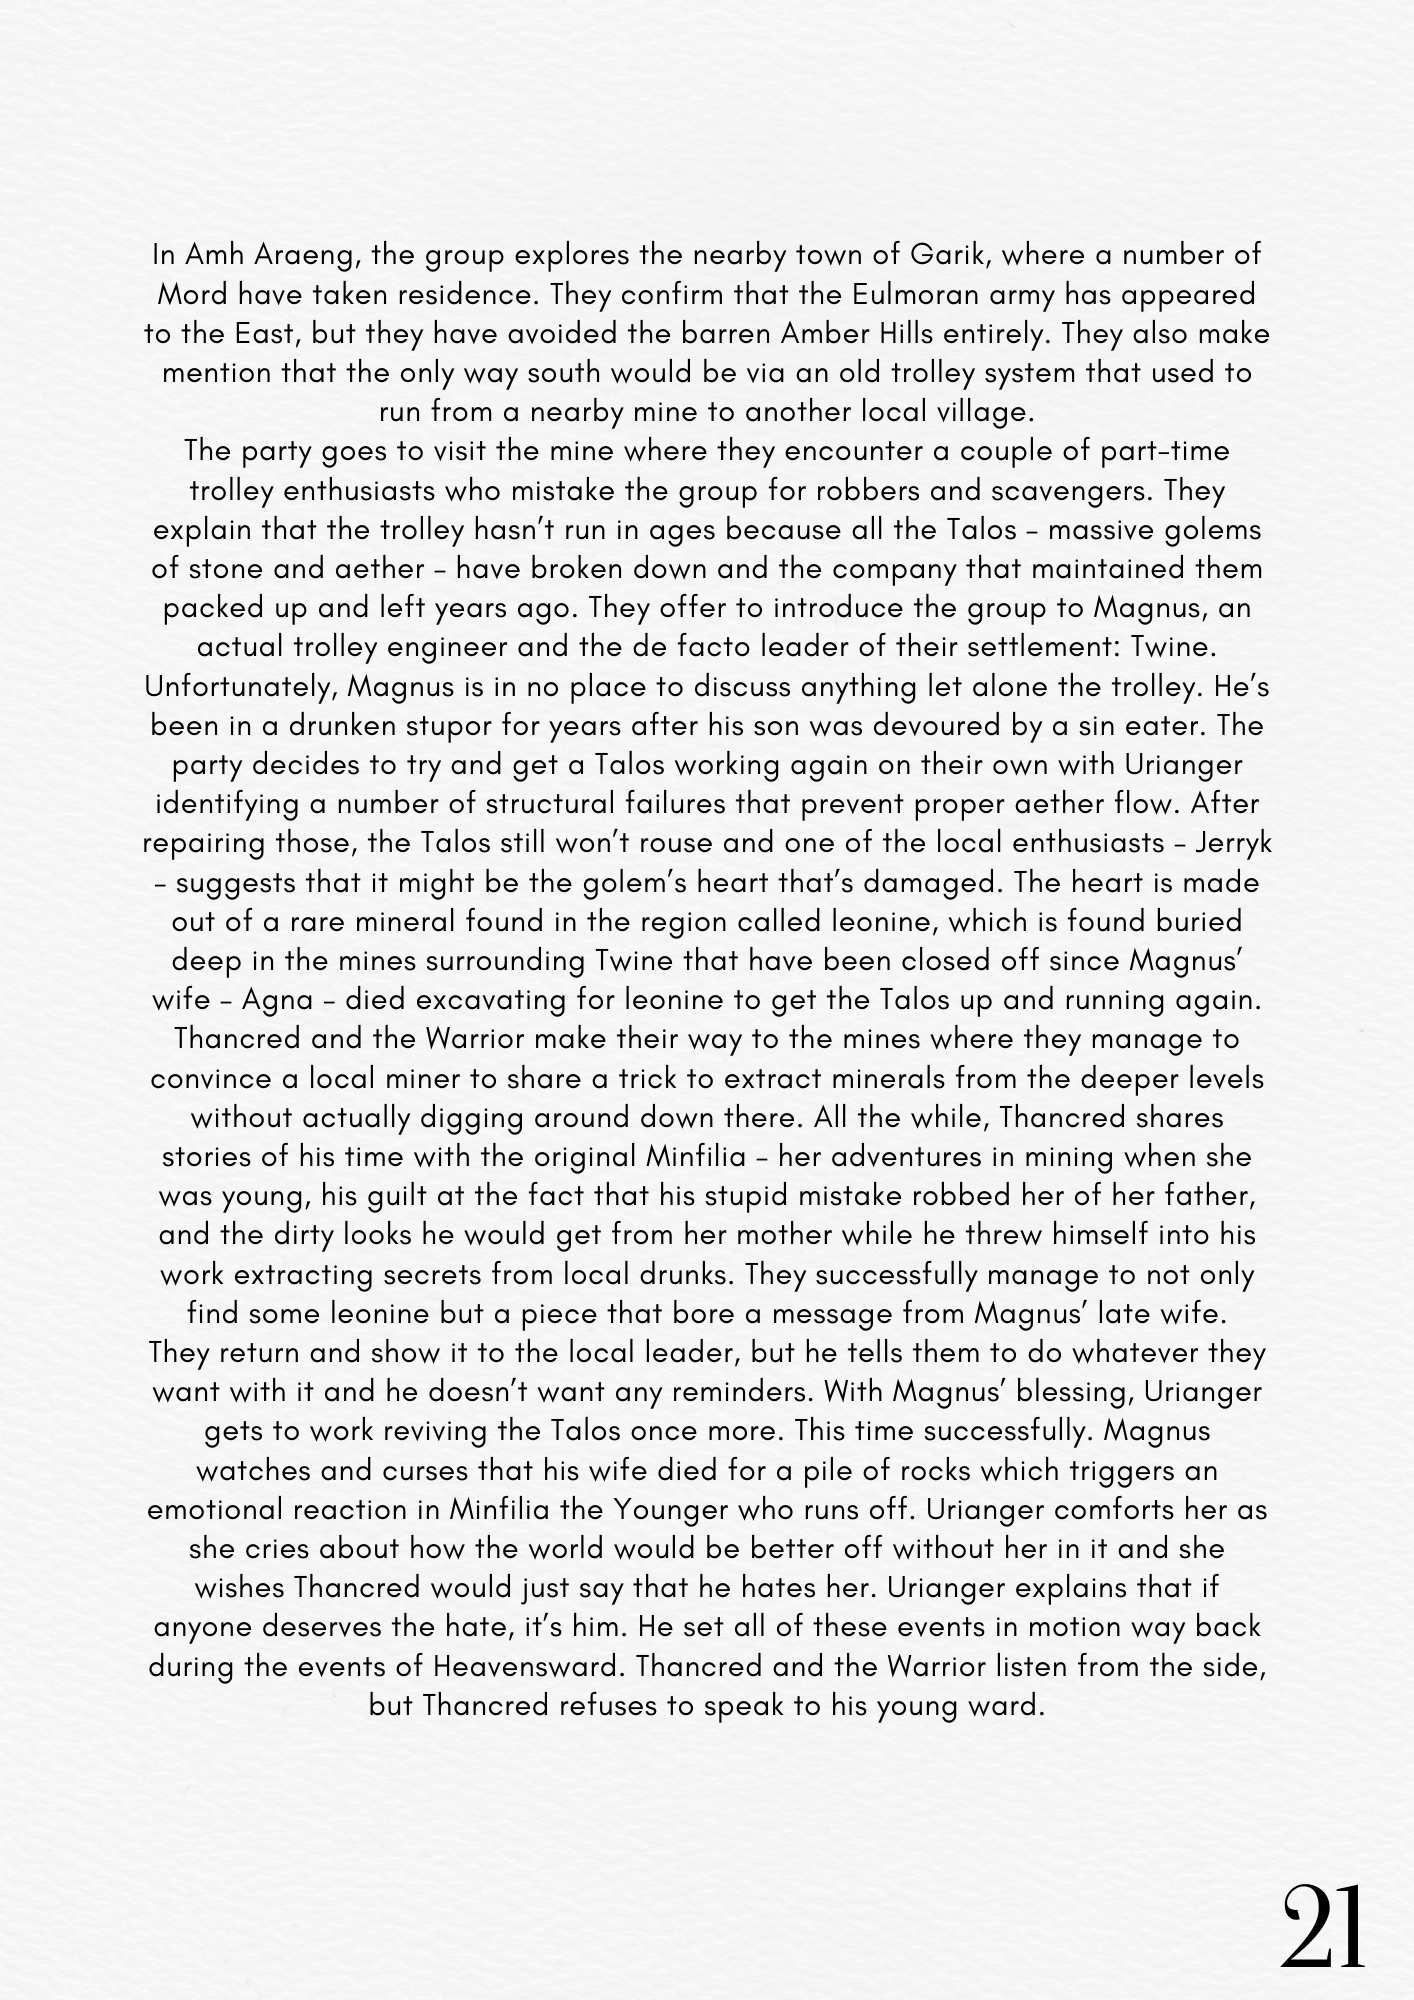 In Amh Araeng, the group explores the nearby town of Garik, where a number of
Mord have taken residence. They confirm that the Eulmoran army has appeared
to the East, but they have avoided the barren Amber Hills entirely. They also make
mention that the only way south would be via an old trolley system that used to
run from a nearby mine to another local village.
The party goes to visit the mine where they encounter a couple of part-time
trolley enthusiasts who mistake the group for robbers and scavengers. They
explain that the trolley hasn’t run in ages because all the Talos – massive golems
of stone and aether – have broken down and the company that maintained them
packed up and left years ago. They offer to introduce the group to Magnus, an
actual trolley engineer and the de facto leader of their settlement: Twine.
Unfortunately, Magnus is in no place to discuss anything let alone the trolley. He’s
been in a drunken stupor for years after his son was devoured by a sin eater. The
party decides to try and get a Talos working again on their own with Urianger
identifying a number of structural failures that prevent proper aether flow. After
repairing those, the Talos still won’t rouse and one of the local enthusiasts – Jerryk
– suggests that it might be the golem’s heart that’s damaged. The heart is made
out of a rare mineral found in the region called leonine, which is found buried
deep in the mines surrounding Twine that have been closed off since Magnus’
wife – Agna – died excavating for leonine to get the Talos up and running again.
Thancred and the Warrior make their way to the mines where they manage to
convince a local miner to share a trick to extract minerals from the deeper levels
without actually digging around down there. All the while, Thancred shares
stories of his time with the original Minfilia – her adventures in mining when she
was young, his guilt at the fact that his stupid mistake robbed her of her father,
and the dirty looks he would get from her mother while he threw himself into his
work extracting secrets from local drunks. They successfully manage to not only
find some leonine but a piece that bore a message from Magnus’ late wife.
They return and show it to the local leader, but he tells them to do whatever they
want with it and he doesn’t want any reminders. With Magnus’ blessing, Urianger
gets to work reviving the Talos once more. This time successfully. Magnus
watches and curses that his wife died for a pile of rocks which triggers an
emotional reaction in Minfilia the Younger who runs off. Urianger comforts her as
she cries about how the world would be better off without her in it and she
wishes Thancred would just say that he hates her. Urianger explains that if
anyone deserves the hate, it’s him. He set all of these events in motion way back
during the events of Heavensward. Thancred and the Warrior listen from the side,
but Thancred refuses to speak to his young ward.
21